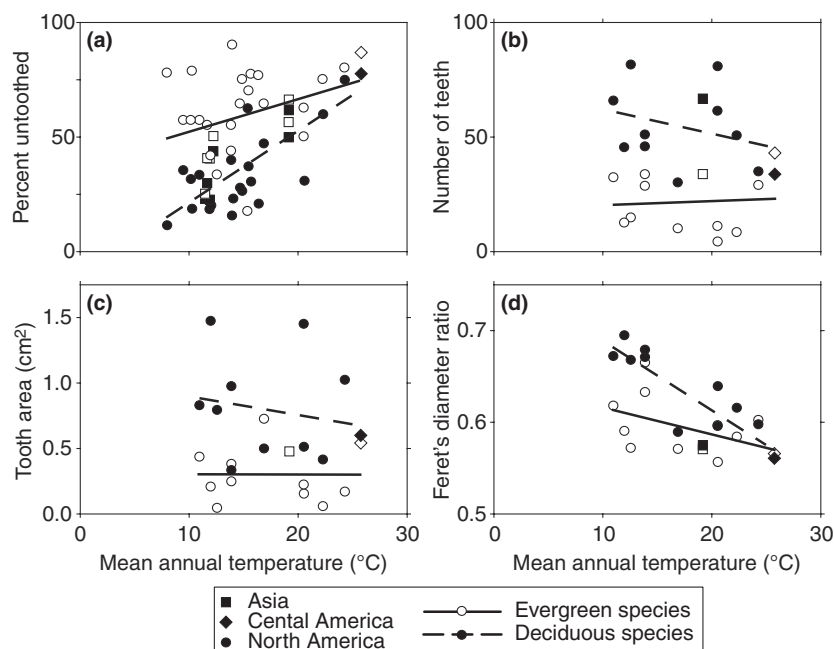 (a)
Percent untoothed
100
50
0
(b)
Number of teeth
100
50
0
(c)
Tooth area (cm²)
1.5
1.0
0.5
0.0
0
10
20
30
Mean annual temperature (°C)
(d)
Feret's diameter ratio
0.7
0.6
0.5
0
10
20
30
Mean annual temperature (°C)
Asia
Cental America
North America
Evergreen species
Deciduous species